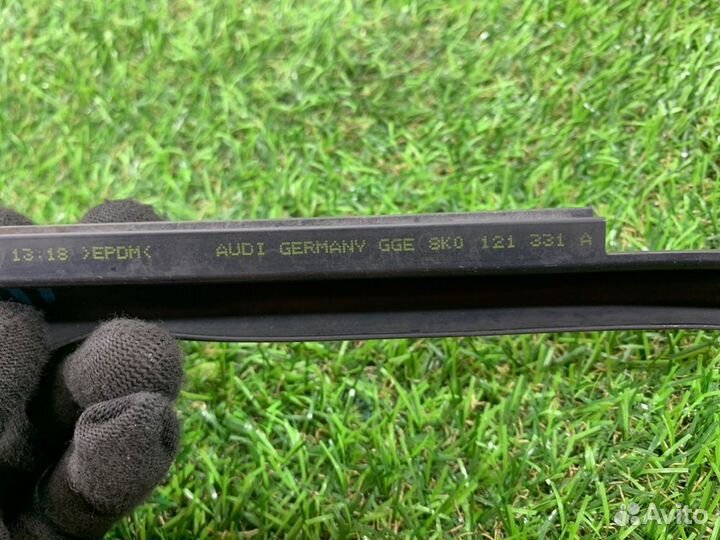 13:18 >EPDM< AUDI GERMANY GGE 8K0 121 331 A
Avito